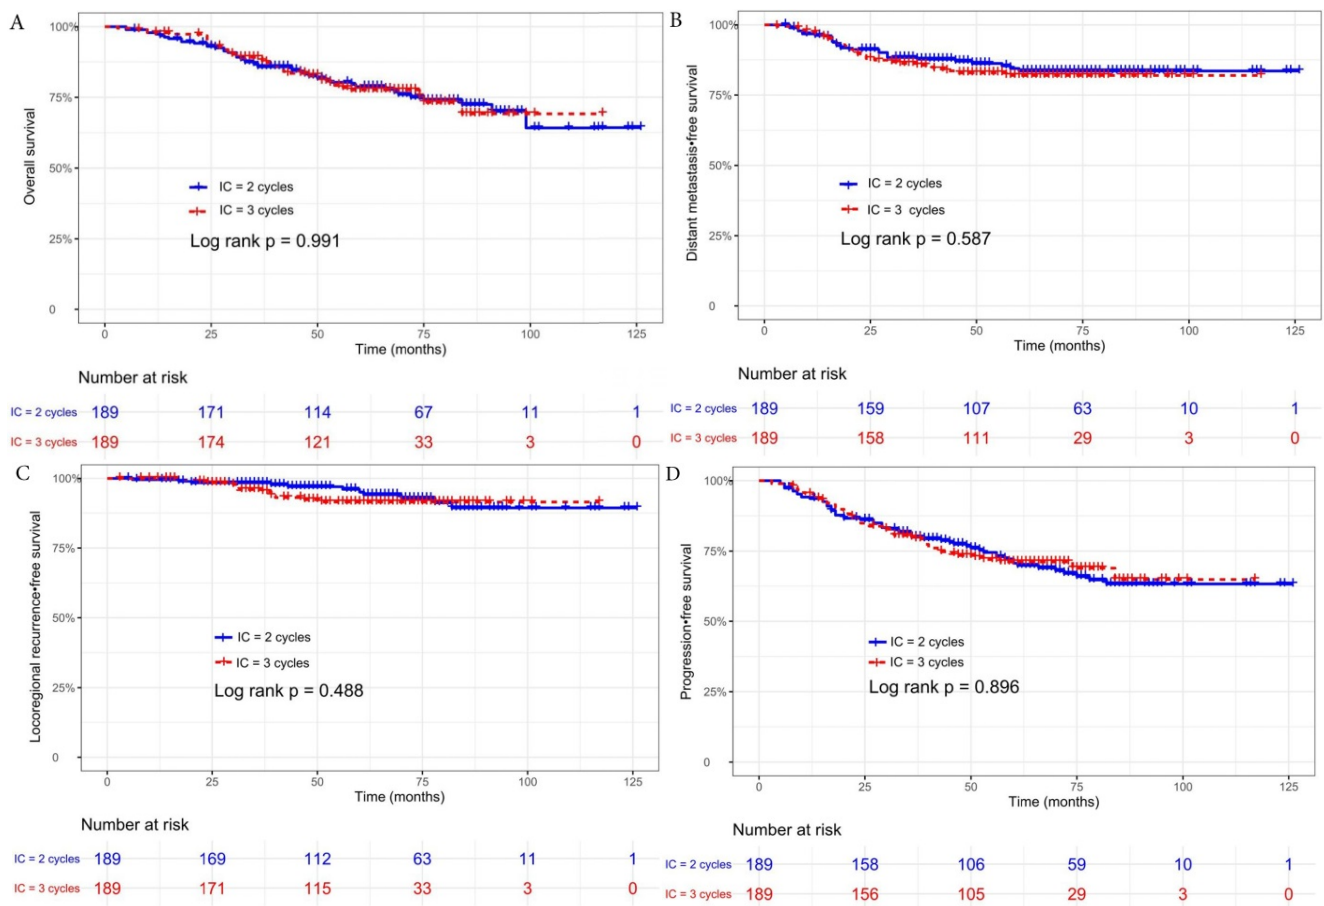 A
100%
75%
50%
25%
0
Overall survival
IC = 2 cycles
IC = 3 cycles
Log rank p = 0.991
0 25 50 75 100 125
Time (months)
Number at risk
IC = 2 cycles 189 171 114 67 11 1
IC = 3 cycles 189 174 121 33 3 0
B
100%
75%
50%
25%
0
Distant metastasis•free survival
IC = 2 cycles
IC = 3 cycles
Log rank p = 0.587
0 25 50 75 100 125
Time (months)
Number at risk
IC = 2 cycles 189 159 107 63 10 1
IC = 3 cycles 189 158 111 29 3 0
C
100%
75%
50%
25%
0
Locoregional recurrence•free survival
IC = 2 cycles
IC = 3 cycles
Log rank p = 0.488
0 25 50 75 100 125
Time (months)
Number at risk
IC = 2 cycles 189 169 112 63 11 1
IC = 3 cycles 189 171 115 33 3 0
D
100%
75%
50%
25%
0
Progression•free survival
IC = 2 cycles
IC = 3 cycles
Log rank p = 0.896
0 25 50 75 100 125
Time (months)
Number at risk
IC = 2 cycles 189 158 106 59 10 1
IC = 3 cycles 189 156 105 29 3 0